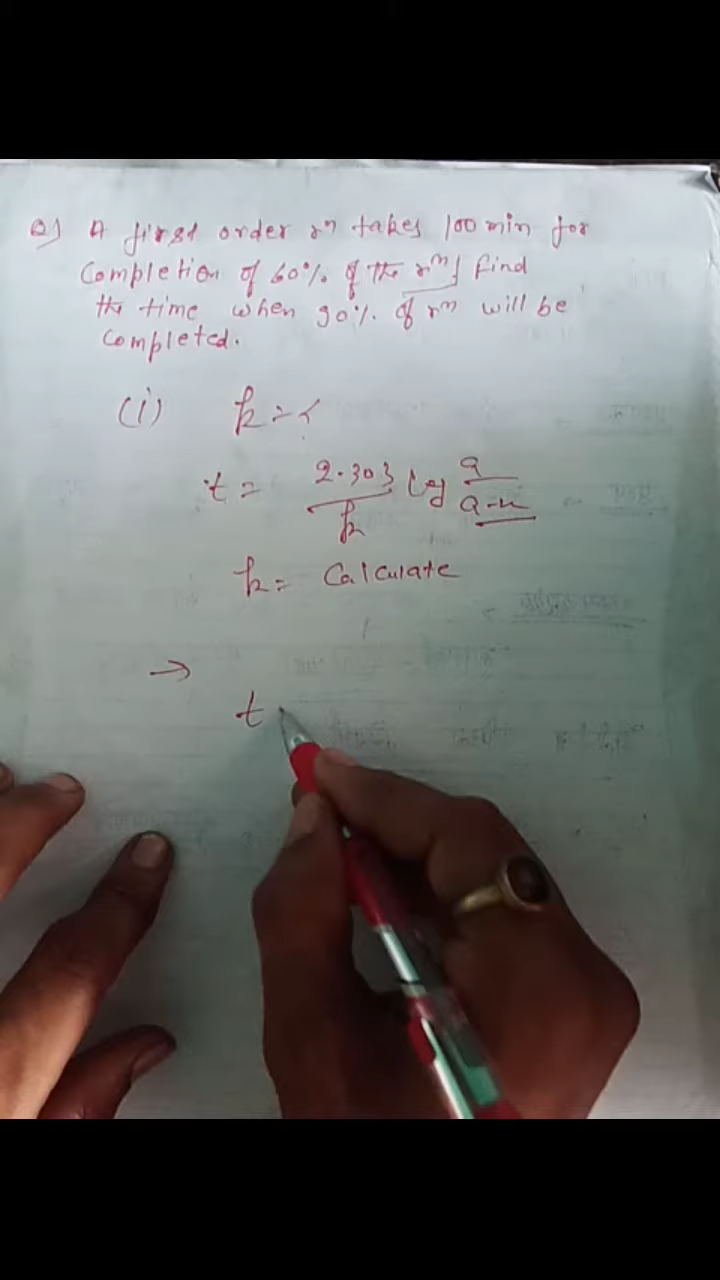 Q) A first order rⁿ takes 100 min for
Completion of 60% of the rⁿ, find
the time when 90% of rⁿ will be
completed.
(i) k = <
t = 2.303/k log a/a-x
k = Calculate
→
t